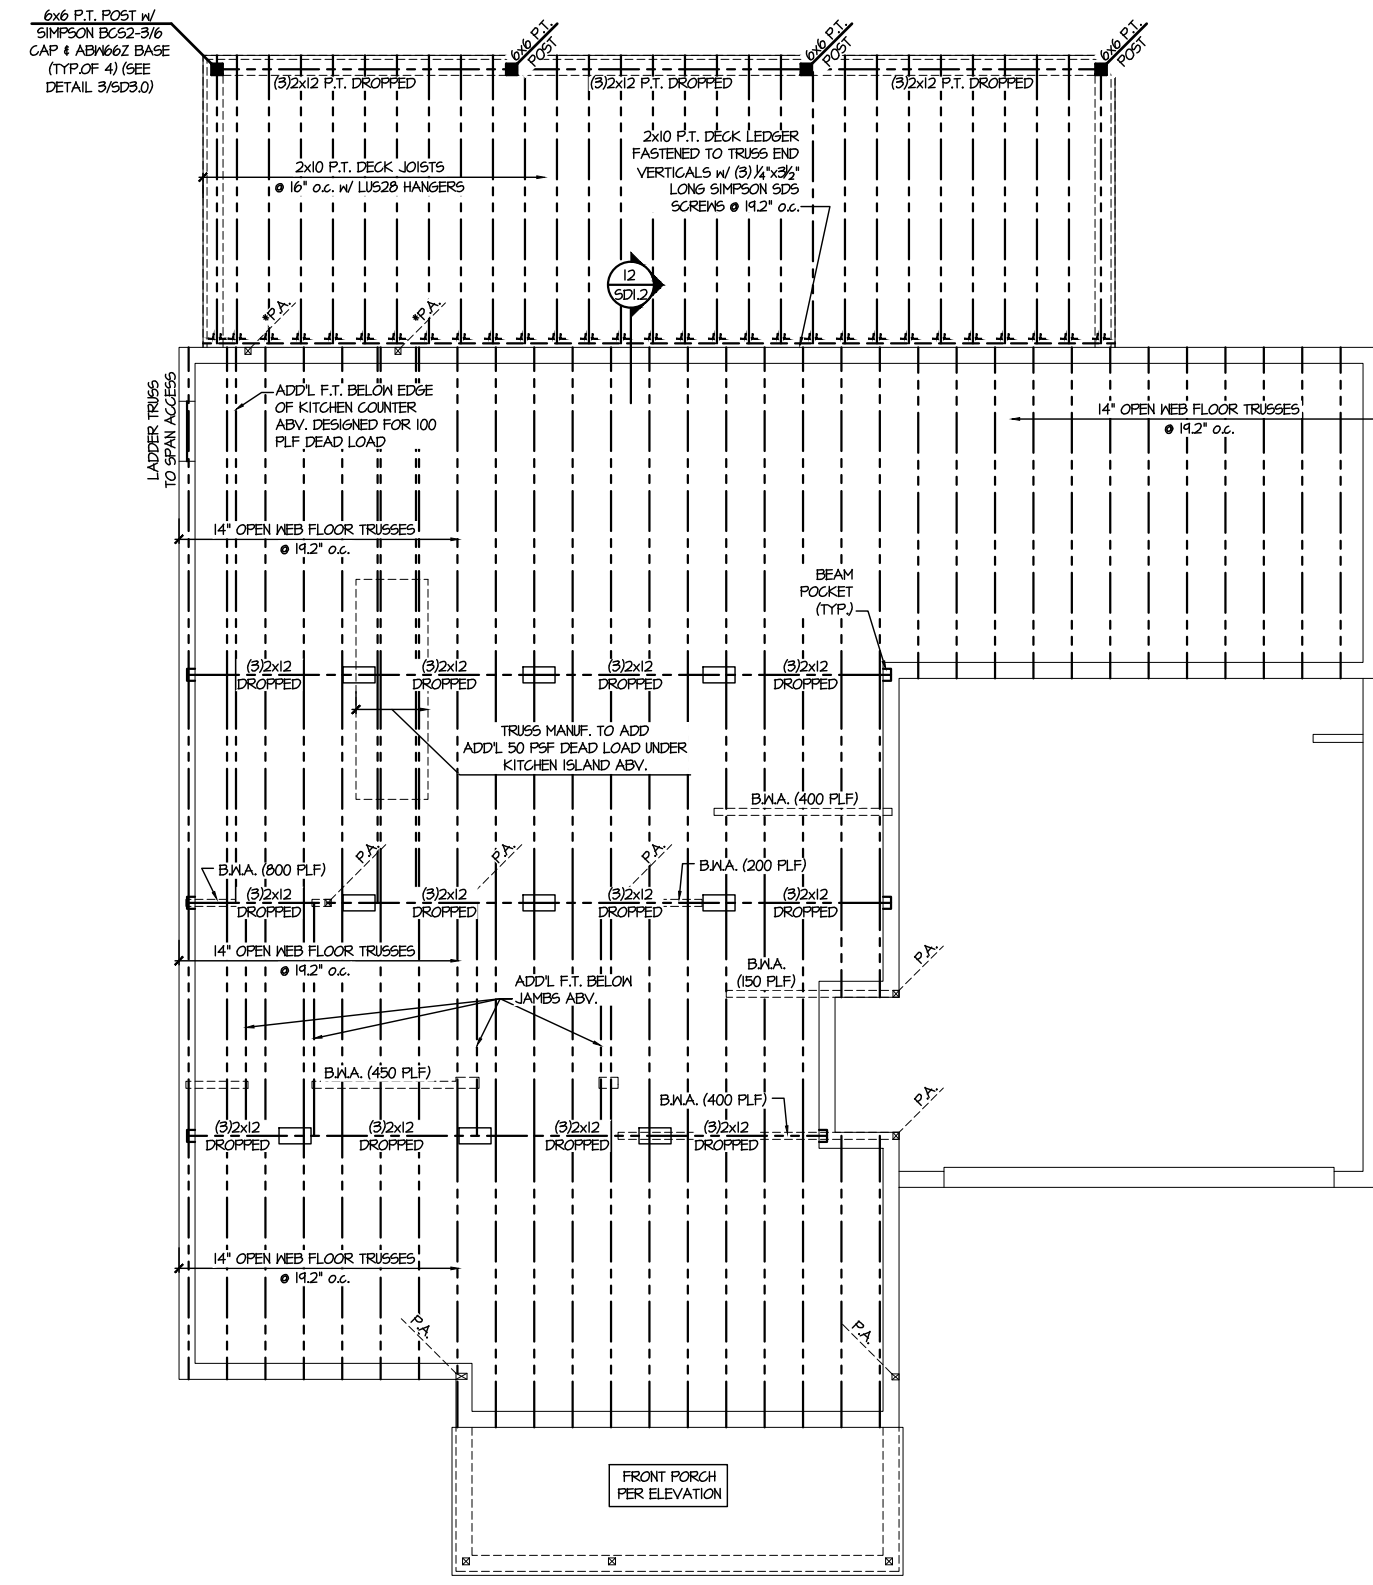 6x6 P.T. POST W/
SIMPSON BCS2-3/6
CAP & ABW66Z BASE
(TYP.OF 4) (SEE
DETAIL 3/SD3.0)
6x6 P.T.
POST
6x6 P.T.
POST
6x6 P.T.
POST
(3)2x12 P.T. DROPPED
(3)2x12 P.T. DROPPED
(3)2x12 P.T. DROPPED
2x10 P.T. DECK LEDGER
FASTENED TO TRUSS END
VERTICALS W/ (3) 1/4"x3 1/2"
LONG SIMPSON SDS
SCREWS @ 19.2" o.c.
2x10 P.T. DECK JOISTS
@ 16" o.c. W/ LUS28 HANGERS
12
SD1.2
*P.A.
*P.A.
LADDER TRUSS
TO SPAN ACCESS
ADD'L F.T. BELOW EDGE
OF KITCHEN COUNTER
ABV. DESIGNED FOR 100
PLF DEAD LOAD
14" OPEN WEB FLOOR TRUSSES
@ 19.2" o.c.
14" OPEN WEB FLOOR TRUSSES
@ 19.2" o.c.
BEAM
POCKET
(TYP.)
(3)2x12
DROPPED
(3)2x12
DROPPED
(3)2x12
DROPPED
(3)2x12
DROPPED
TRUSS MANUF. TO ADD
ADD'L 50 PSF DEAD LOAD UNDER
KITCHEN ISLAND ABV.
B.W.A. (400 PLF)
P.A.
P.A.
P.A.
B.W.A. (800 PLF)
B.W.A. (200 PLF)
(3)2x12
DROPPED
(3)2x12
DROPPED
(3)2x12
DROPPED
(3)2x12
DROPPED
14" OPEN WEB FLOOR TRUSSES
@ 19.2" o.c.
P.A.
B.W.A.
(150 PLF)
ADD'L F.T. BELOW
JAMBS ABV.
B.W.A. (450 PLF)
B.W.A. (400 PLF)
P.A.
(3)2x12
DROPPED
(3)2x12
DROPPED
(3)2x12
DROPPED
(3)2x12
DROPPED
14" OPEN WEB FLOOR TRUSSES
@ 19.2" o.c.
P.A.
P.A.
FRONT PORCH
PER ELEVATION